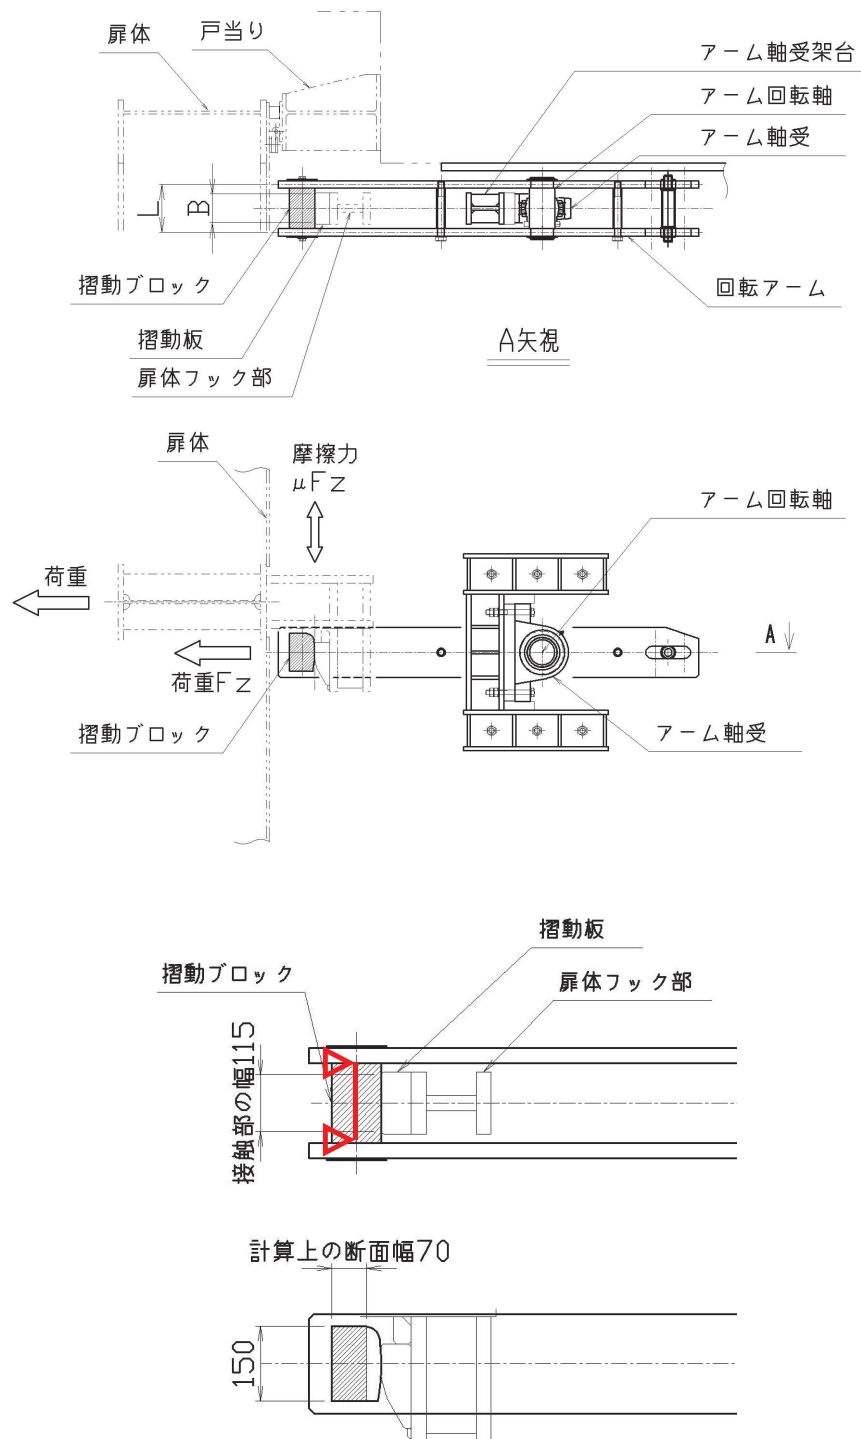 扉体
戸当り
アーム軸受架台
アーム回転軸
アーム軸受
L
B
摺動ブロック
回転アーム
摺動板
扉体フック部
A矢視
扉体
摩擦力
μFz
アーム回転軸
荷重
A
荷重Fz
摺動ブロック
アーム軸受
摺動板
摺動ブロック
扉体フック部
接触部の幅115
計算上の断面幅70
150